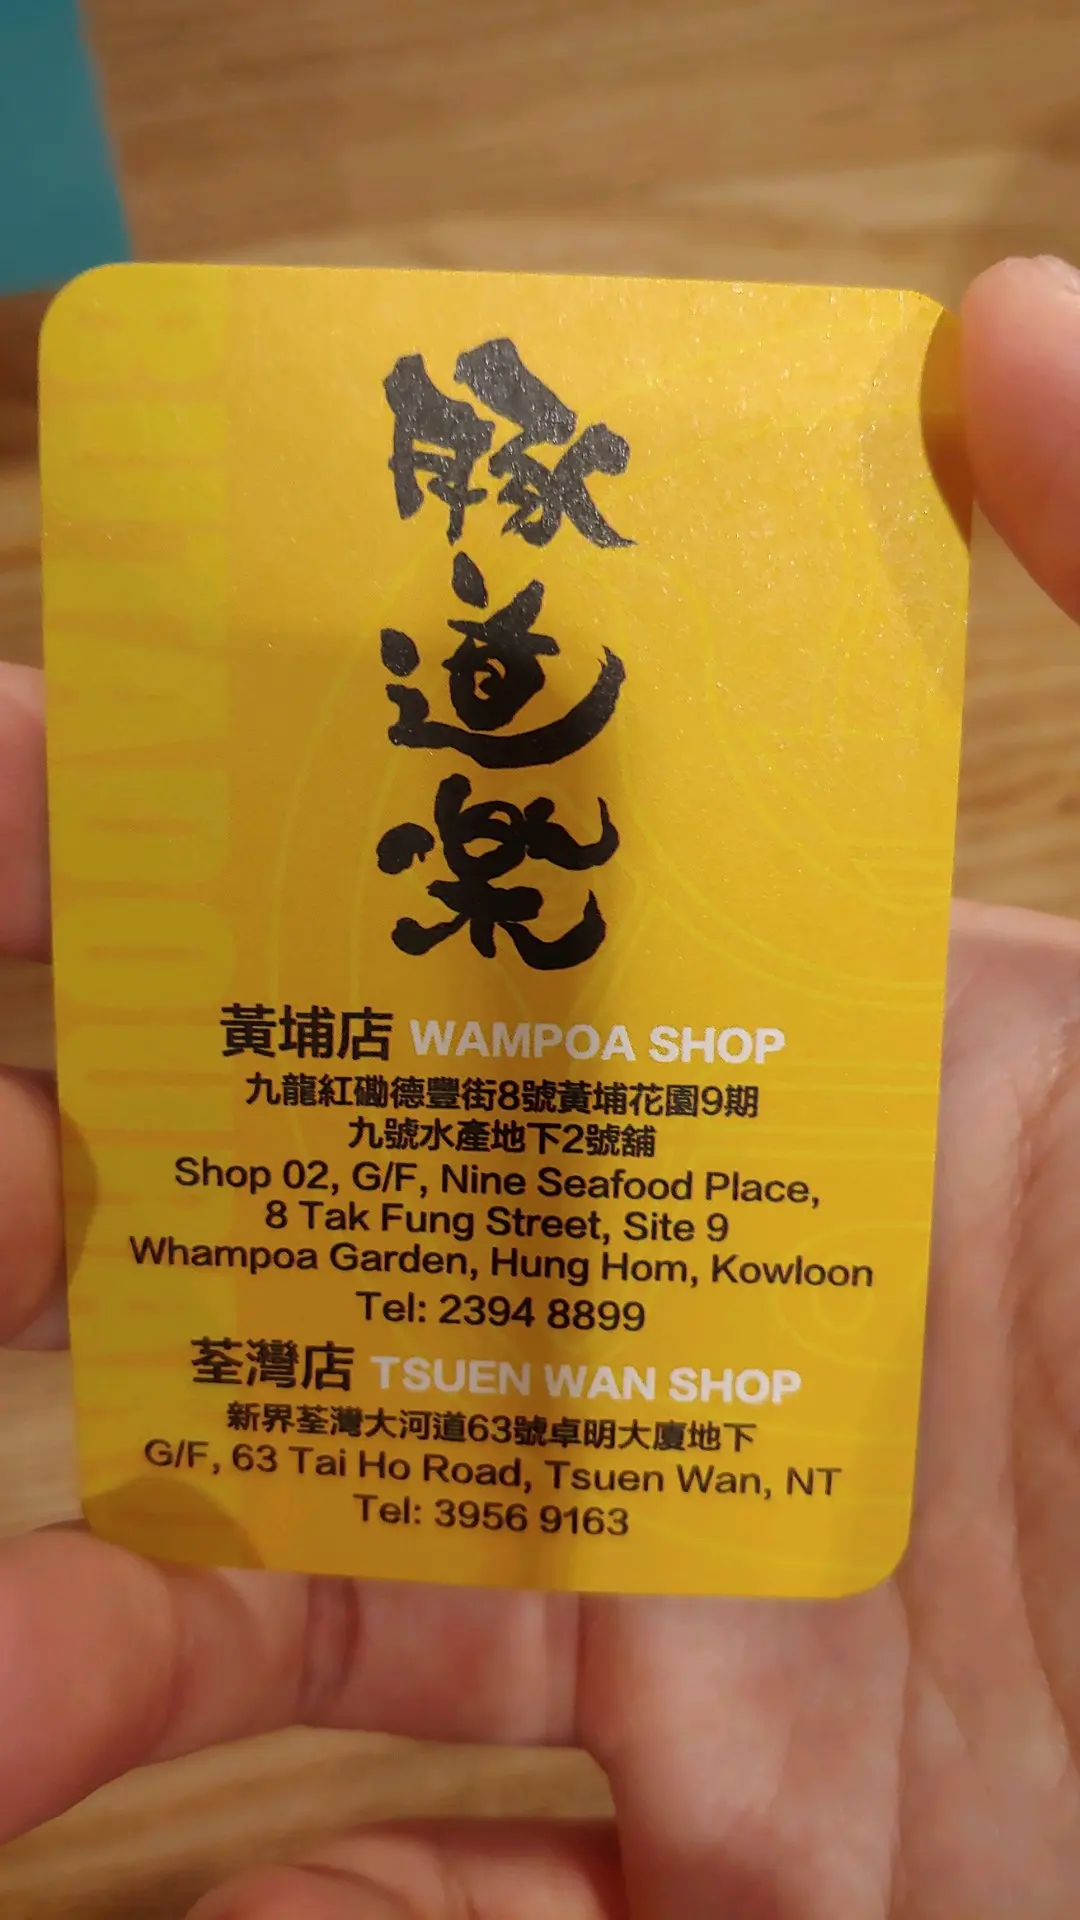 豚
道
楽
黃埔店 WAMPOA SHOP
九龍紅磡德豐街8號黃埔花園9期
九號水產地下2號舖
Shop 02, G/F, Nine Seafood Place,
8 Tak Fung Street, Site 9
Whampoa Garden, Hung Hom, Kowloon
Tel: 2394 8899
荃灣店 TSUEN WAN SHOP
新界荃灣大河道63號卓明大廈地下
G/F, 63 Tai Ho Road, Tsuen Wan, NT
Tel: 3956 9163